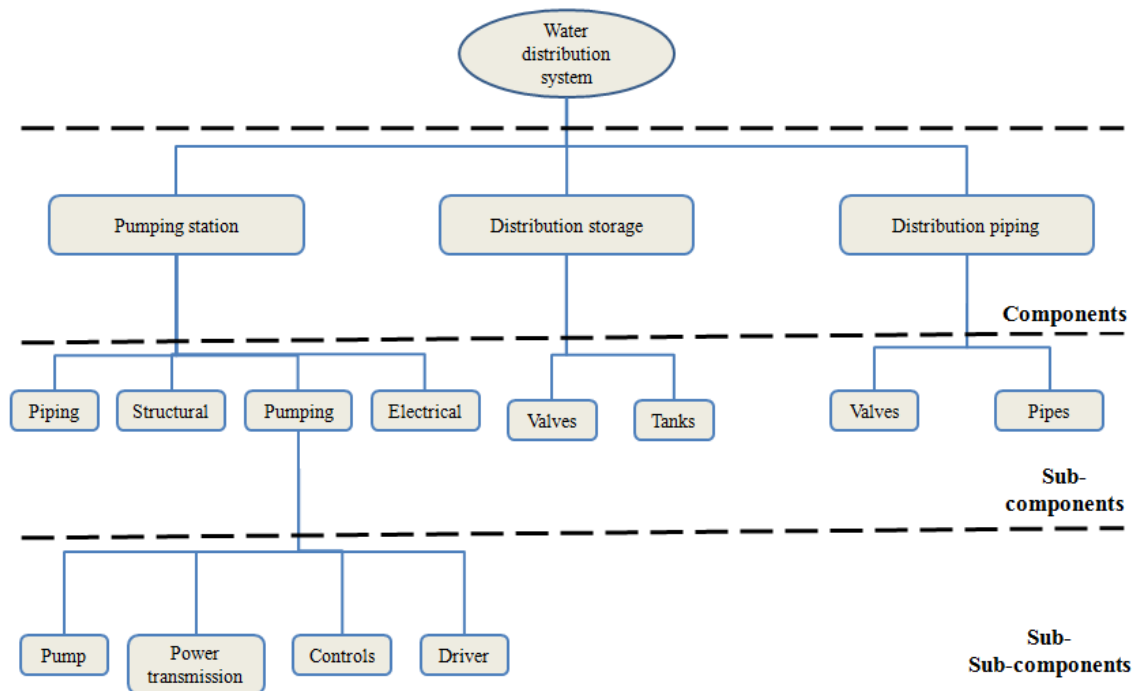 Water
distribution
system
Pumping station
Distribution storage
Distribution piping
Components
Piping
Structural
Pumping
Electrical
Valves
Tanks
Valves
Pipes
Sub-
components
Pump
Power
transmission
Controls
Driver
Sub-
Sub-components